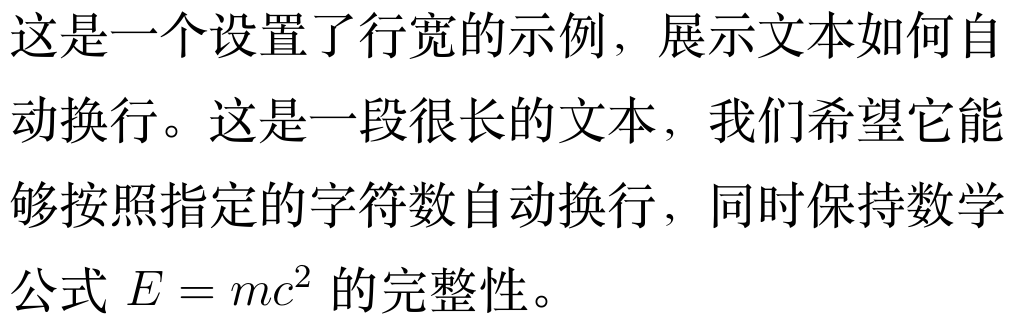 这是一个设置了行宽的示例，展示文本如何自
动换行。这是一段很长的文本，我们希望它能
够按照指定的字符数自动换行，同时保持数学
公式 E = mc² 的完整性。